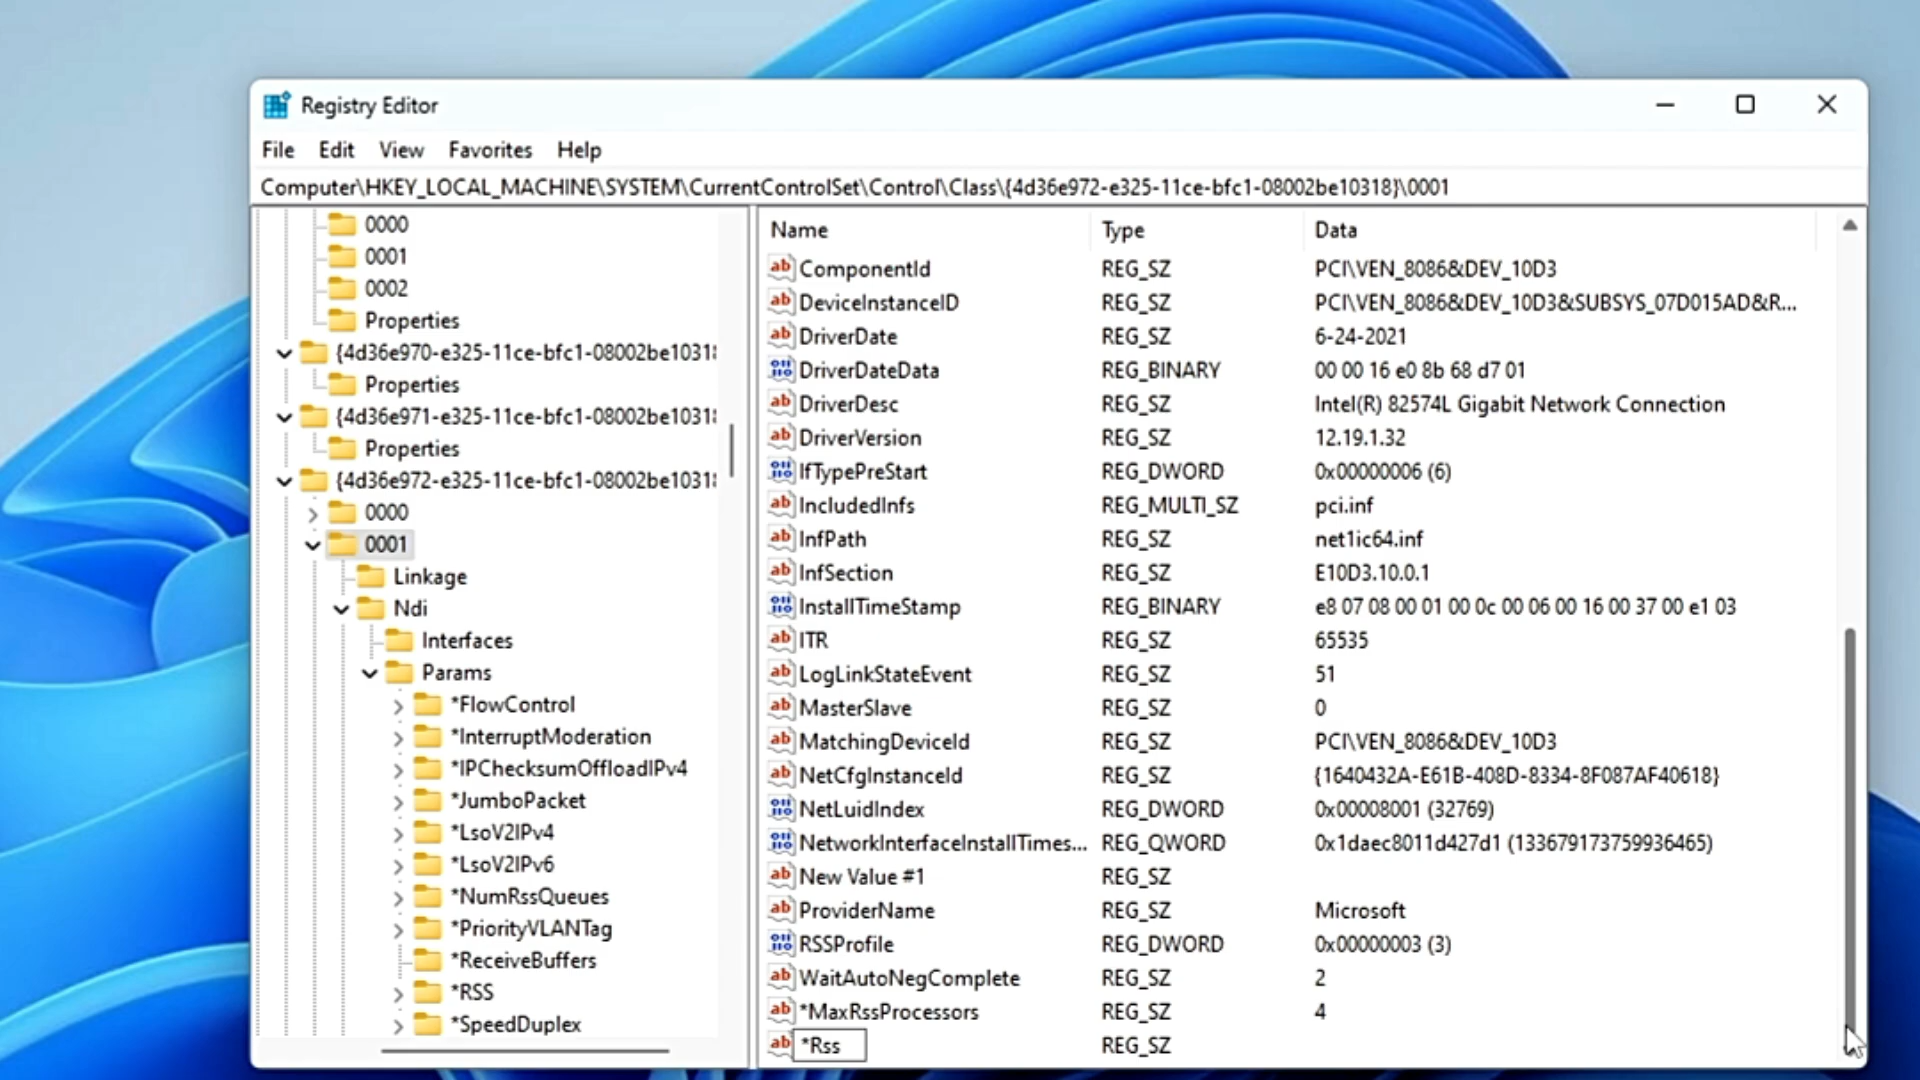 Registry Editor
File Edit View Favorites Help
Computer\HKEY_LOCAL_MACHINE\SYSTEM\CurrentControlSet\Control\Class\{4d36e972-e325-11ce-bfc1-08002be10318}\0001
0000
0001
0002
Properties
{4d36e970-e325-11ce-bfc1-08002be1031
Properties
{4d36e971-e325-11ce-bfc1-08002be1031
Properties
{4d36e972-e325-11ce-bfc1-08002be1031
0000
0001
Linkage
Ndi
Interfaces
Params
*FlowControl
*InterruptModeration
*IPChecksumOffloadIPv4
*JumboPacket
*LsoV2IPv4
*LsoV2IPv6
*NumRssQueues
*PriorityVLANTag
*ReceiveBuffers
*RSS
*SpeedDuplex
Name Type Data
ComponentId REG_SZ PCI\VEN_8086&DEV_10D3
DeviceInstanceID REG_SZ PCI\VEN_8086&DEV_10D3&SUBSYS_07D015AD&R...
DriverDate REG_SZ 6-24-2021
DriverDateData REG_BINARY 00 00 16 e0 8b 68 d7 01
DriverDesc REG_SZ Intel(R) 82574L Gigabit Network Connection
DriverVersion REG_SZ 12.19.1.32
IfTypePreStart REG_DWORD 0x00000006 (6)
IncludedInfs REG_MULTI_SZ pci.inf
InfPath REG_SZ net1ic64.inf
InfSection REG_SZ E10D3.10.0.1
InstallTimeStamp REG_BINARY e8 07 08 00 01 00 0c 00 06 00 16 00 37 00 e1 03
ITR REG_SZ 65535
LogLinkStateEvent REG_SZ 51
MasterSlave REG_SZ 0
MatchingDeviceId REG_SZ PCI\VEN_8086&DEV_10D3
NetCfgInstanceId REG_SZ {1640432A-E61B-408D-8334-8F087AF40618}
NetLuidIndex REG_DWORD 0x00008001 (32769)
NetworkInterfaceInstallTimes... REG_QWORD 0x1daec8011d427d1 (133679173759936465)
New Value #1 REG_SZ
ProviderName REG_SZ Microsoft
RSSProfile REG_DWORD 0x00000003 (3)
WaitAutoNegComplete REG_SZ 2
*MaxRssProcessors REG_SZ 4
*Rss REG_SZ